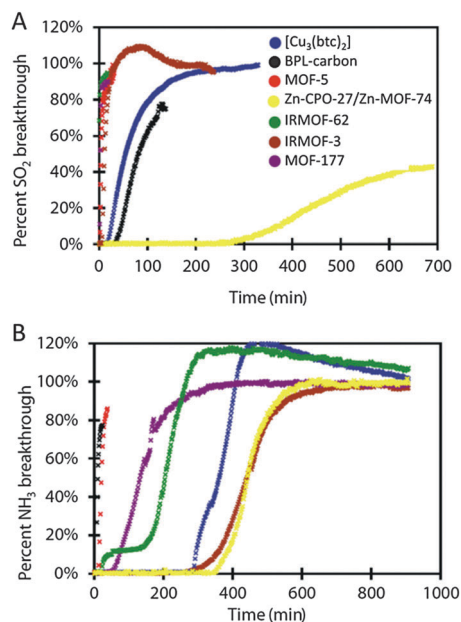 A
120%
100%
80%
60%
40%
20%
0%
Percent SO2 breakthrough
[Cu3(btc)2]
BPL-carbon
MOF-5
Zn-CPO-27/Zn-MOF-74
IRMOF-62
IRMOF-3
MOF-177
0 100 200 300 400 500 600 700
Time (min)
B
120%
100%
80%
60%
40%
20%
0%
Percent NH3 breakthrough
0 200 400 600 800 1000
Time (min)